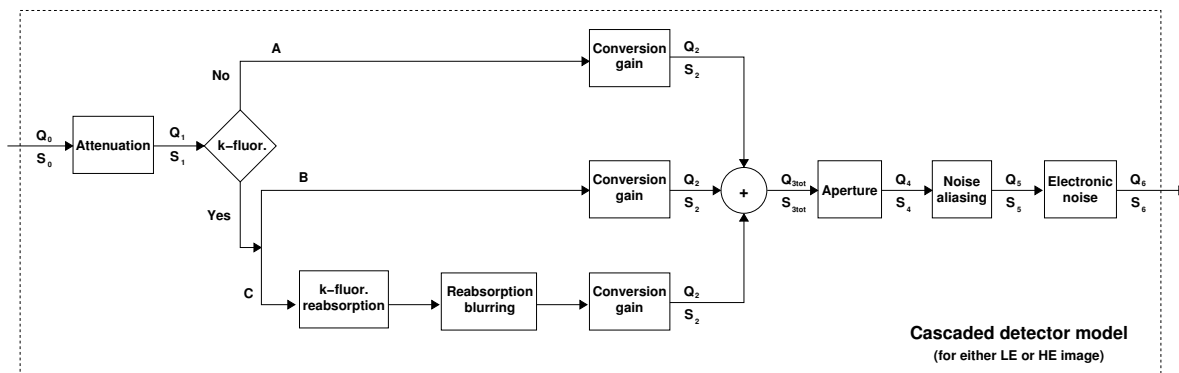 A
Conversion
gain
Q₂
S₂
No
Q₀
S₀
Attenuation
Q₁
S₁
k−fluor.
B
Conversion
gain
Q₂
S₂
+
Q₃tot
S₃tot
Aperture
Q₄
S₄
Noise
aliasing
Q₅
S₅
Electronic
noise
Q₆
S₆
Yes
C
k−fluor.
reabsorption
Reabsorption
blurring
Conversion
gain
Q₂
S₂
Cascaded detector model
(for either LE or HE image)